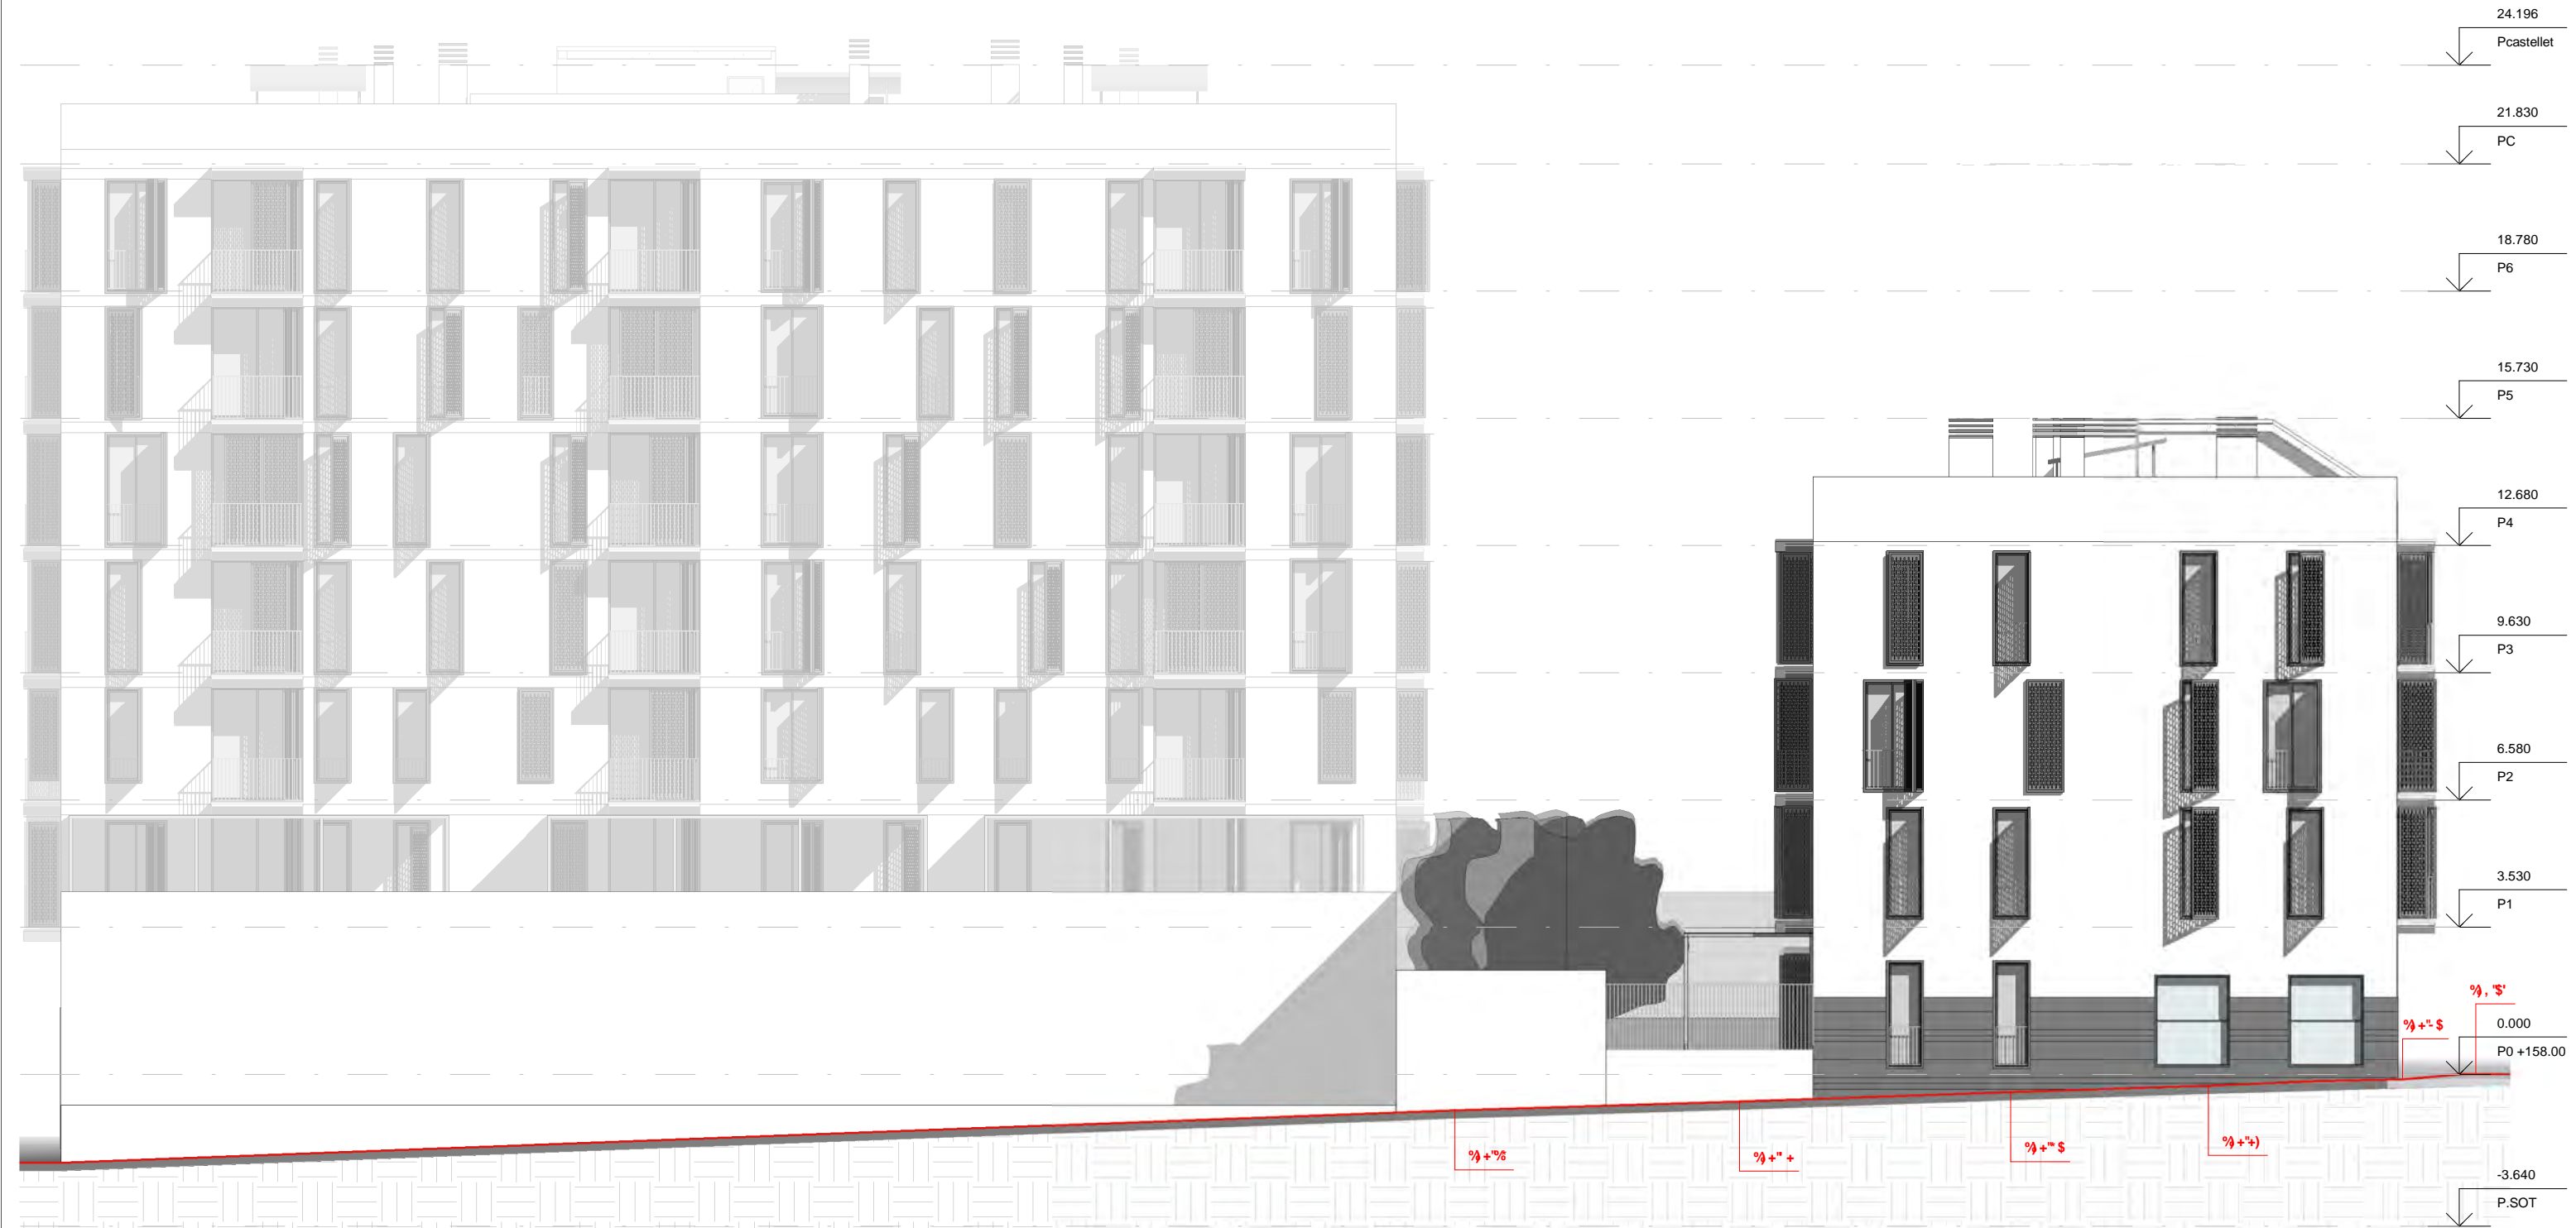 24.196
Pcastellet
21.830
PC
18.780
P6
15.730
P5
12.680
P4
9.630
P3
6.580
P2
3.530
P1
0.000
P0 +158.00
-3.640
P.SOT